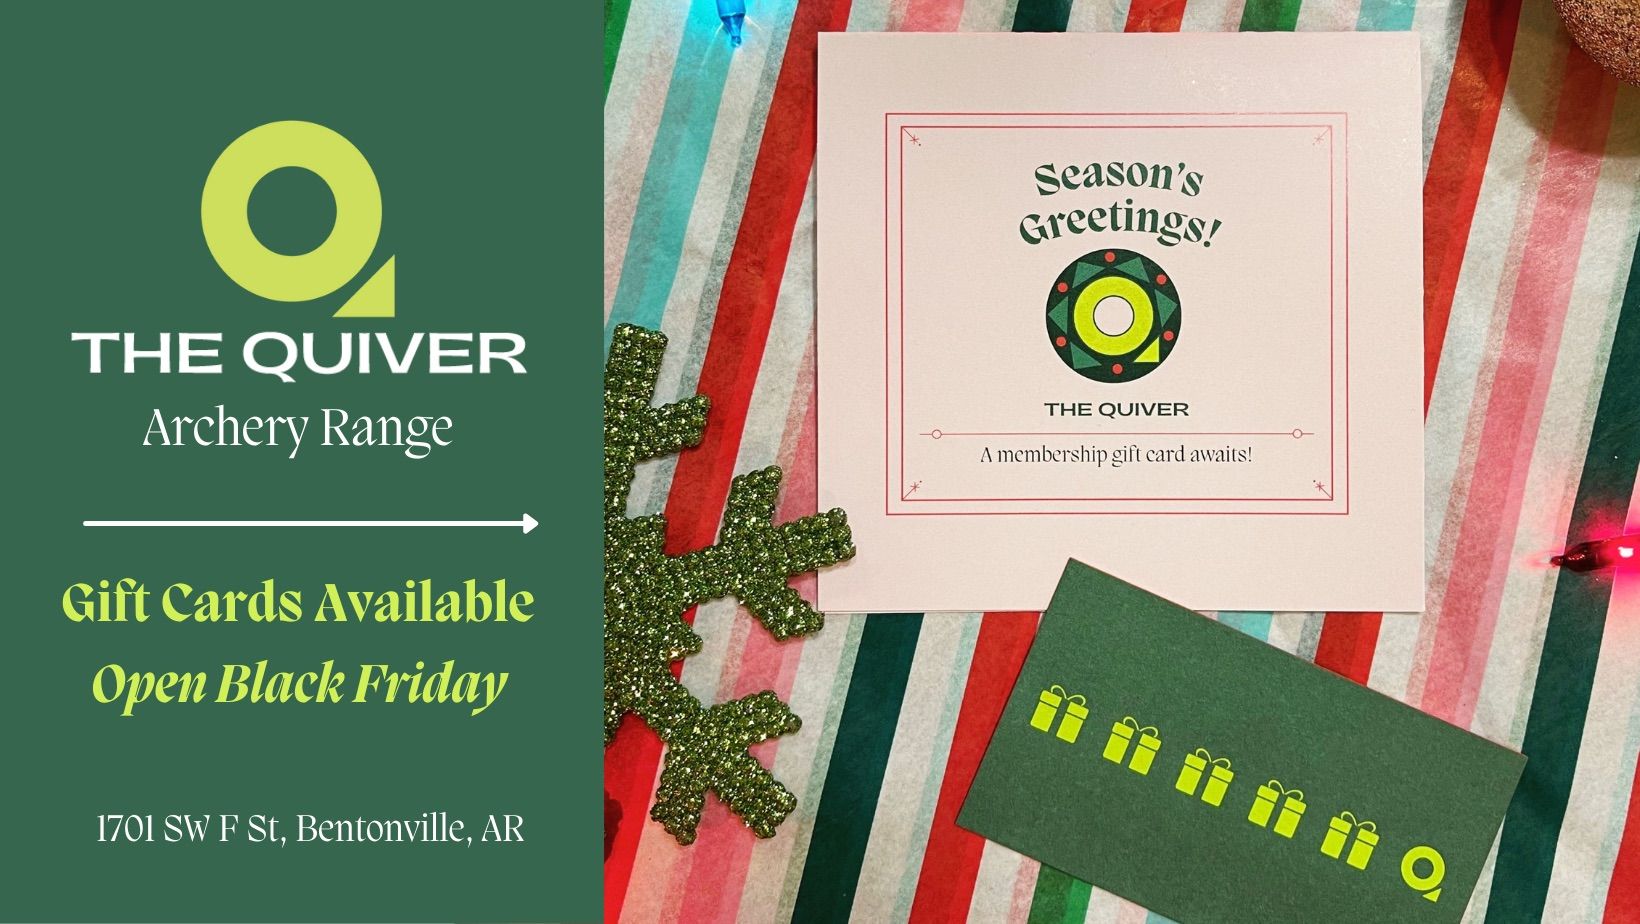 THE QUIVER
Archery Range
Gift Cards Available
Open Black Friday
1701 SW F St, Bentonville, AR
Season's
Greetings!
THE QUIVER
A membership gift card awaits!